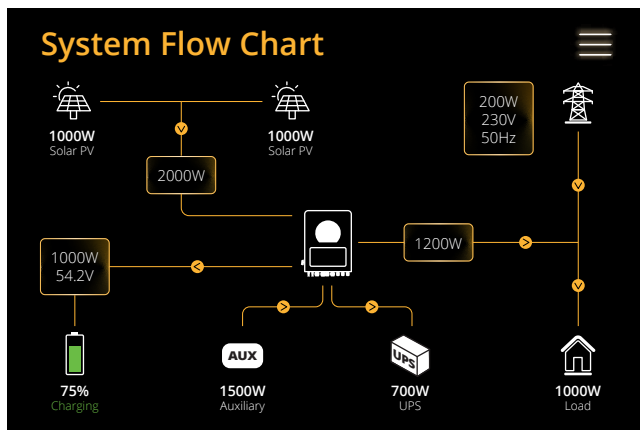 System Flow Chart
1000W
Solar PV
1000W
Solar PV
200W
230V
50Hz
2000W
1200W
1000W
54.2V
75%
Charging
AUX
1500W
Auxiliary
UPS
700W
UPS
1000W
Load